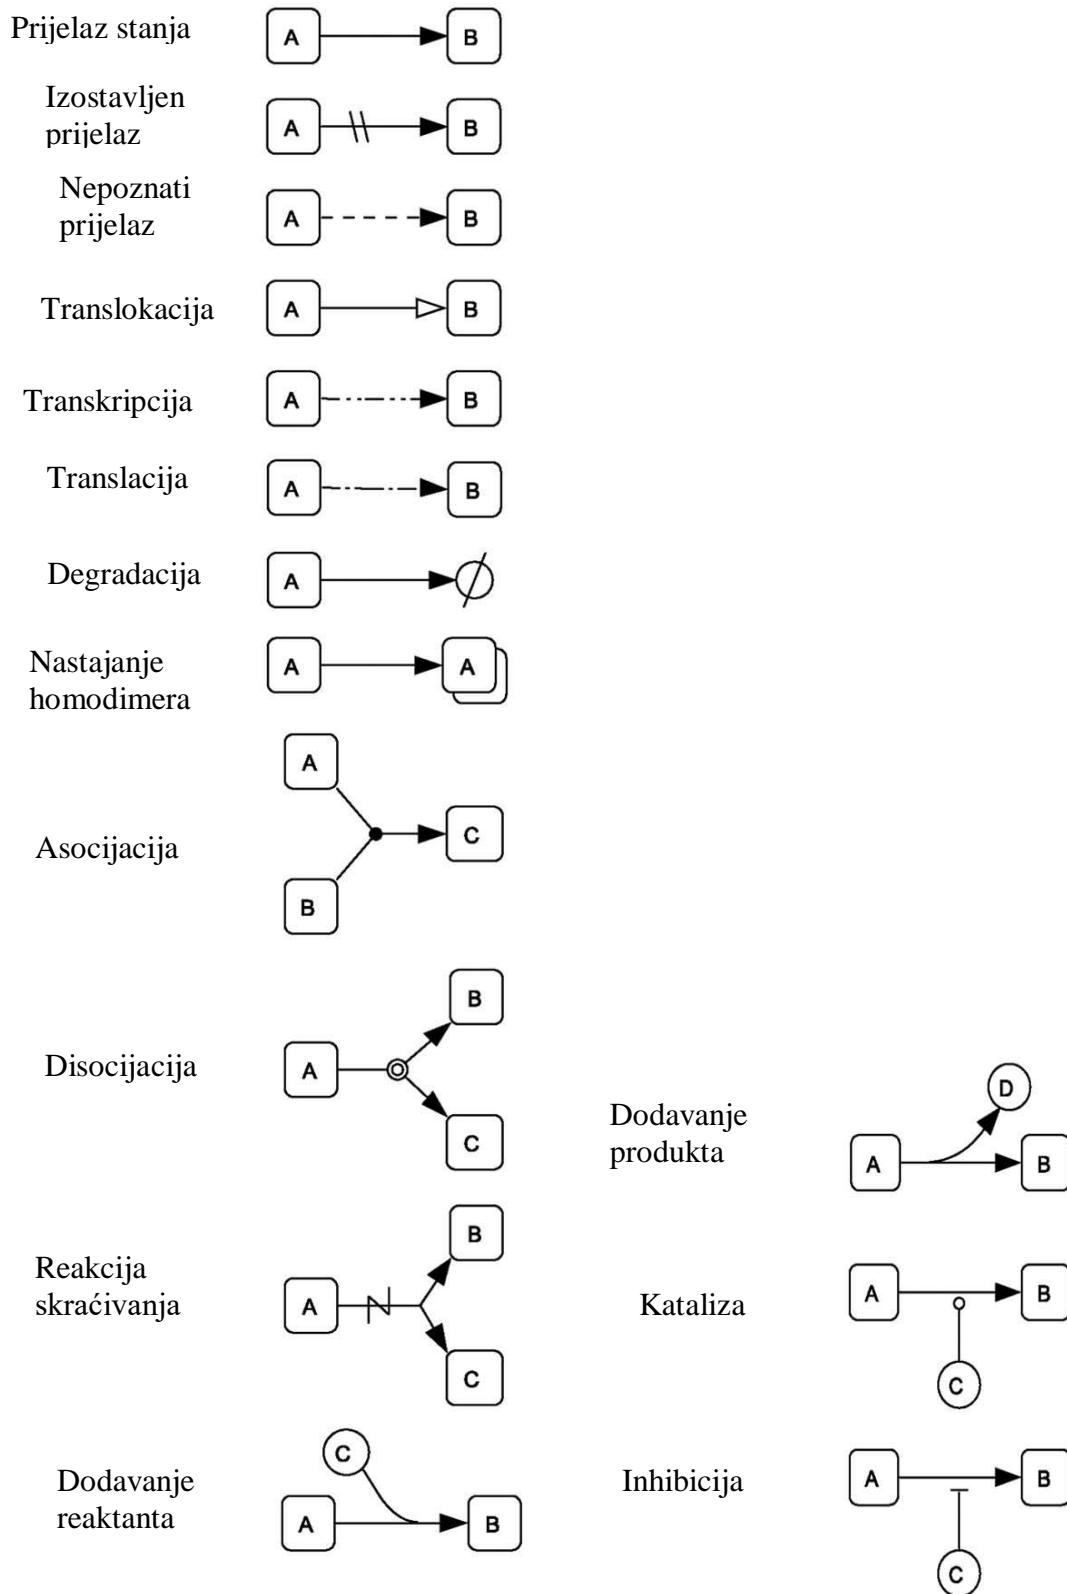 Prijelaz stanja
A B
Izostavljen
prijelaz
A B
Nepoznati
prijelaz
A B
Translokacija
A B
Transkripcija
A B
Translacija
A B
Degradacija
A
Nastajanje
homodimera
A A
Asocijacija
A
C
B
Disocijacija
B
A
C
Dodavanje
produkta
D
A B
Reakcija
skraćivanja
B
A
C
Kataliza
A B
C
Dodavanje
reaktanta
C
A B
Inhibicija
A B
C